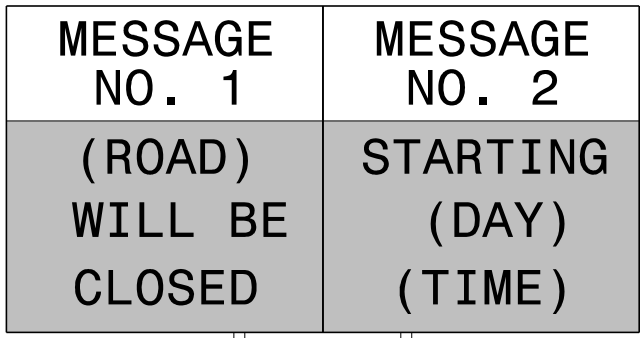 MESSAGE
NO. 1
(ROAD)
WILL BE
CLOSED
MESSAGE
NO. 2
STARTING
(DAY)
(TIME)